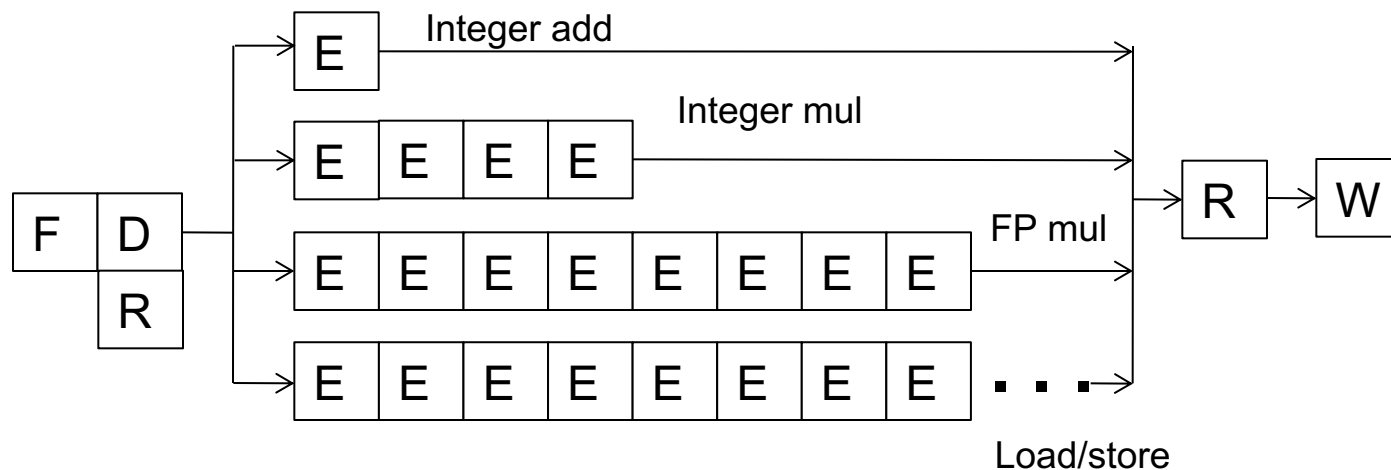 E Integer add
E E E E Integer mul
F D R W
R
E E E E E E E E FP mul
E E E E E E E E . . .
Load/store